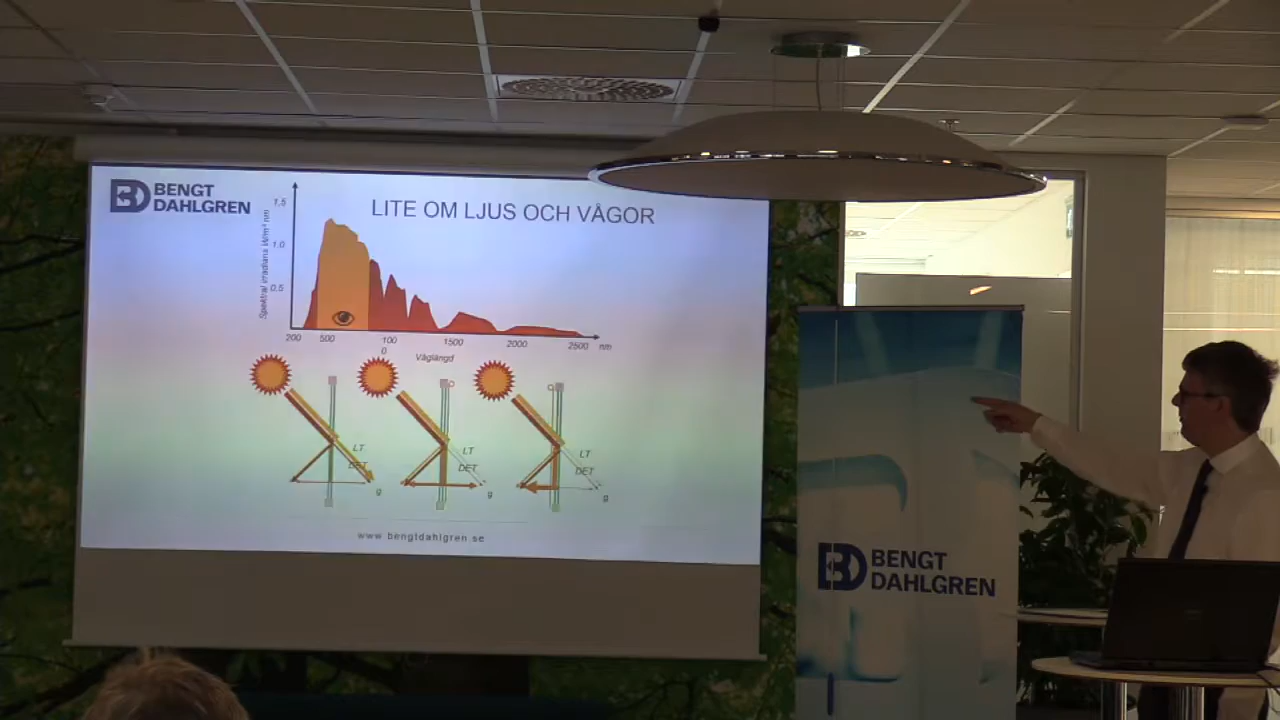 BENGT
DAHLGREN
LITE OM LJUS OCH VÅGOR
1.5
1.0
0.5
200 500 100 1500 2000 2500 nm
0
Våglängd
LT LT LT
DET DET DET
g g g
www.bengtdahlgren.se
BENGT
DAHLGREN